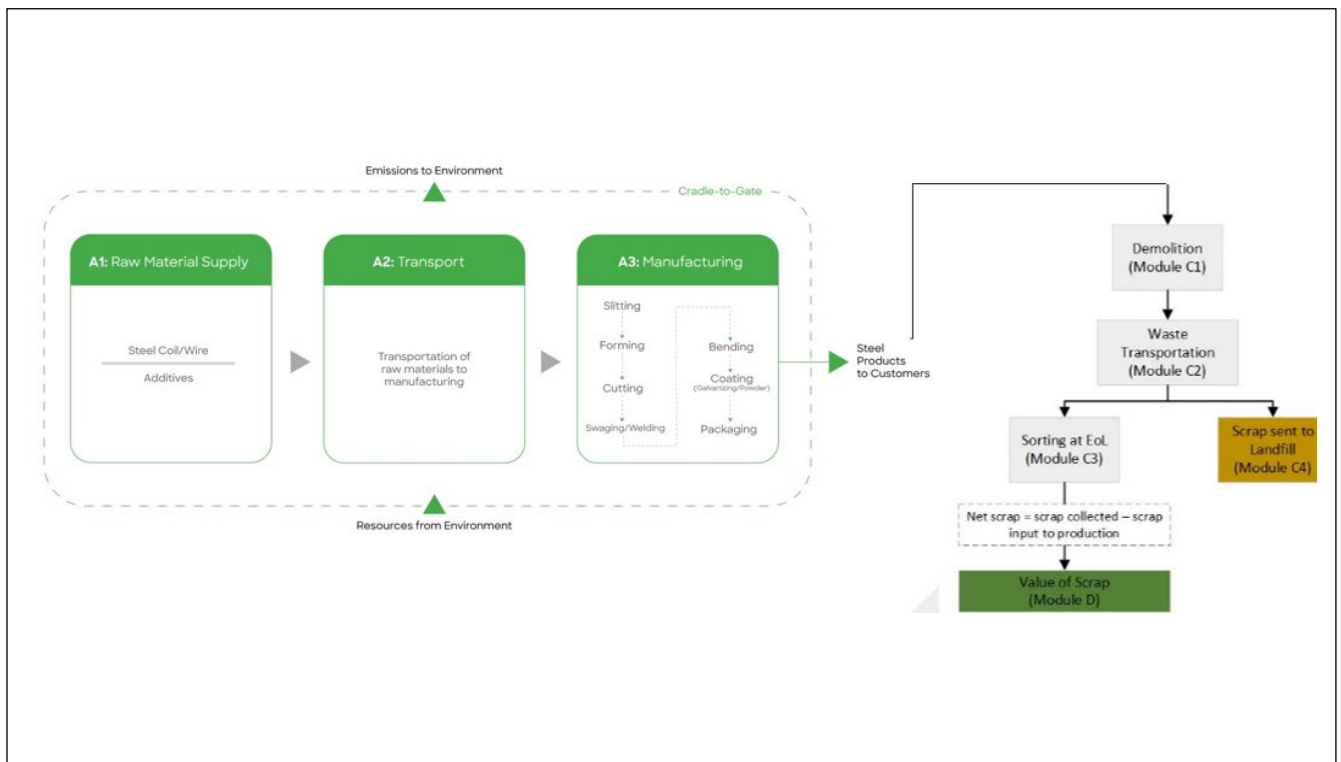 Emissions to Environment
Cradle-to-Gate
A1: Raw Material Supply
Steel Coil/Wire
Additives
A2: Transport
Transportation of
raw materials to
manufacturing
A3: Manufacturing
Slitting
Forming
Cutting
Swaging/Welding
Bending
Coating
(Galvanizing/Powder)
Packaging
Resources from Environment
Steel
Products
to Customers
Demolition
(Module C1)
Waste
Transportation
(Module C2)
Sorting at EoL
(Module C3)
Scrap sent to
Landfill
(Module C4)
Net scrap = scrap collected – scrap
input to production
Value of Scrap
(Module D)